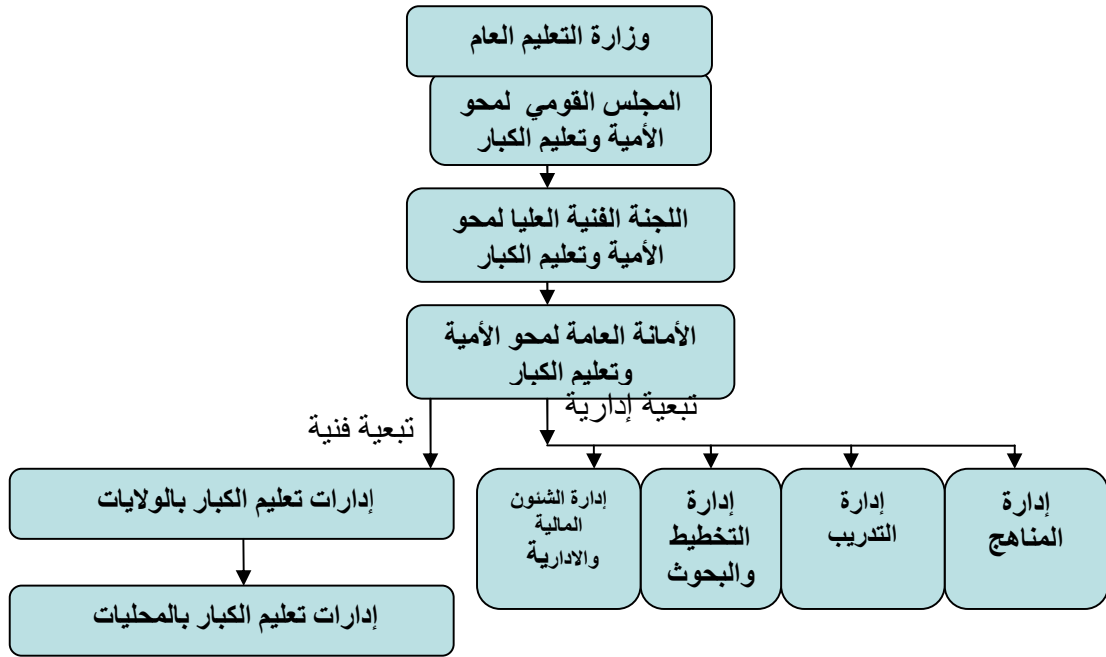 وزارة التعليم العام
المجلس القومي لمحو
الأمية وتعليم الكبار
اللجنة الفنية العليا لمحو
الأمية وتعليم الكبار
الأمانة العامة لمحو الأمية
وتعليم الكبار
تبعية إدارية
تبعية فنية
إدارة
المناهج
إدارة
التدريب
إدارة
التخطيط
والبحوث
إدارة الشئون
المالية
والادارية
إدارات تعليم الكبار بالولايات
إدارات تعليم الكبار بالمحليات